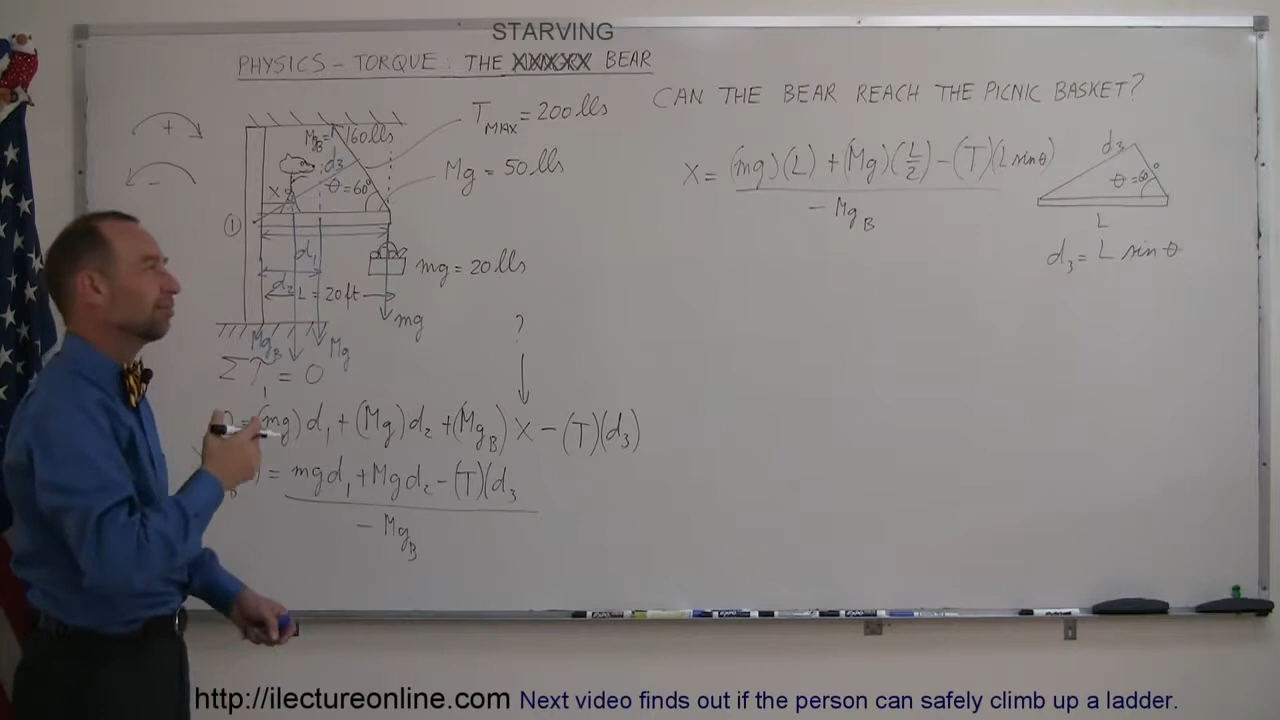 STARVING
PHYSICS - TORQUE: THE XXXXXX BEAR
CAN THE BEAR REACH THE PICNIC BASKET?
+
-
T_MAX = 200 lbs
Mg_B = 160 lbs
Mg = 50 lbs
d3
θ = 60°
X
①
d1
d2
L = 20 ft
mg = 20 lbs
mg
Mg_B
Mg
X = (mg)(L) + (Mg)(L/2) - (T)(L sinθ)
- Mg_B
d3
θ = 60°
L
d3 = L sin θ
Στ1 = 0
?
(mg) d1 + (Mg) d2 + (Mg_B) X - (T)(d3)
= mgd1 + Mgd2 - (T)(d3
- Mg_B
http://ilectureonline.com Next video finds out if the person can safely climb up a ladder.